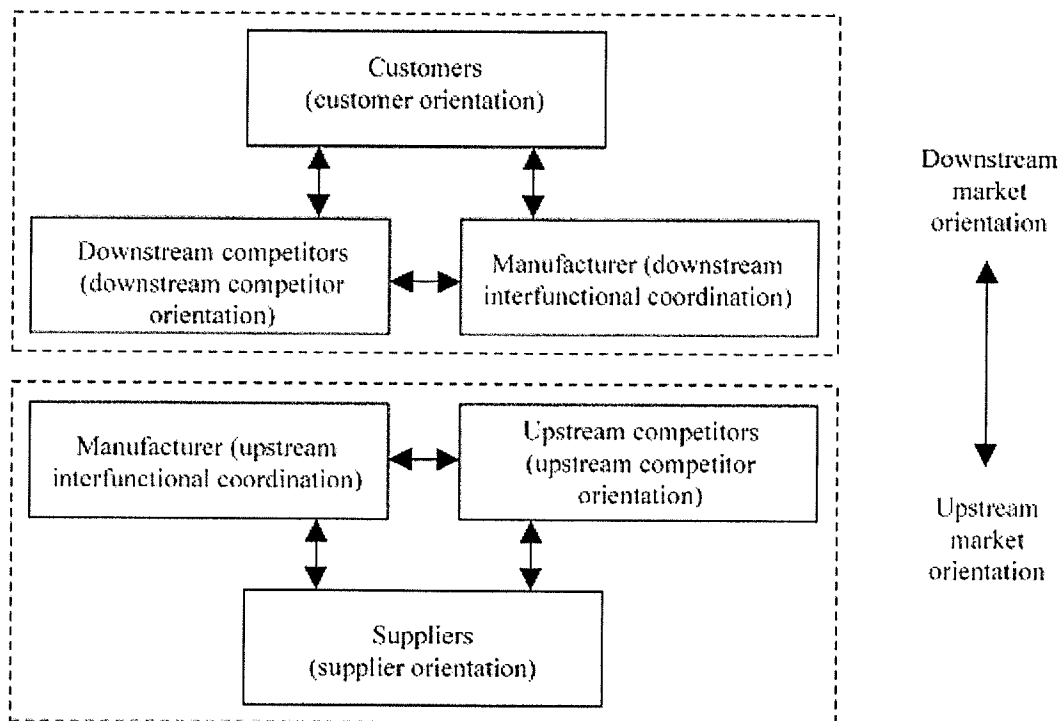 Customers
(customer orientation)
Downstream competitors
(downstream competitor
orientation)
Manufacturer (downstream
interfunctional coordination)
Downstream
market
orientation
Manufacturer (upstream
interfunctional coordination)
Upstream competitors
(upstream competitor
orientation)
Upstream
market
orientation
Suppliers
(supplier orientation)